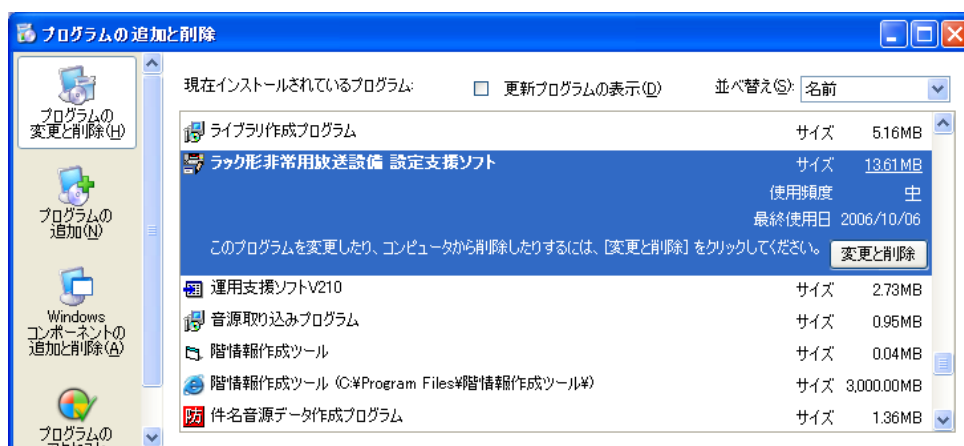 プログラムの追加と削除
現在インストールされているプログラム: 更新プログラムの表示(D) 並べ替え(S): 名前
プログラムの
変更と削除(H)
プログラムの
追加(N)
Windows
コンポーネントの
追加と削除(A)
プログラムの
ライブラリ作成プログラム サイズ 5.16MB
ラック形非常用放送設備 設定支援ソフト サイズ 13.61MB
使用頻度 中
最終使用日 2006/10/06
このプログラムを変更したり、コンピュータから削除したりするには、[変更と削除] をクリックしてください。 変更と削除
運用支援ソフトV210 サイズ 2.73MB
音源取り込みプログラム サイズ 0.95MB
階情報作成ツール サイズ 0.04MB
階情報作成ツール (C:¥Program Files¥階情報作成ツール¥) サイズ 3,000.00MB
防 件名音源データ作成プログラム サイズ 1.36MB